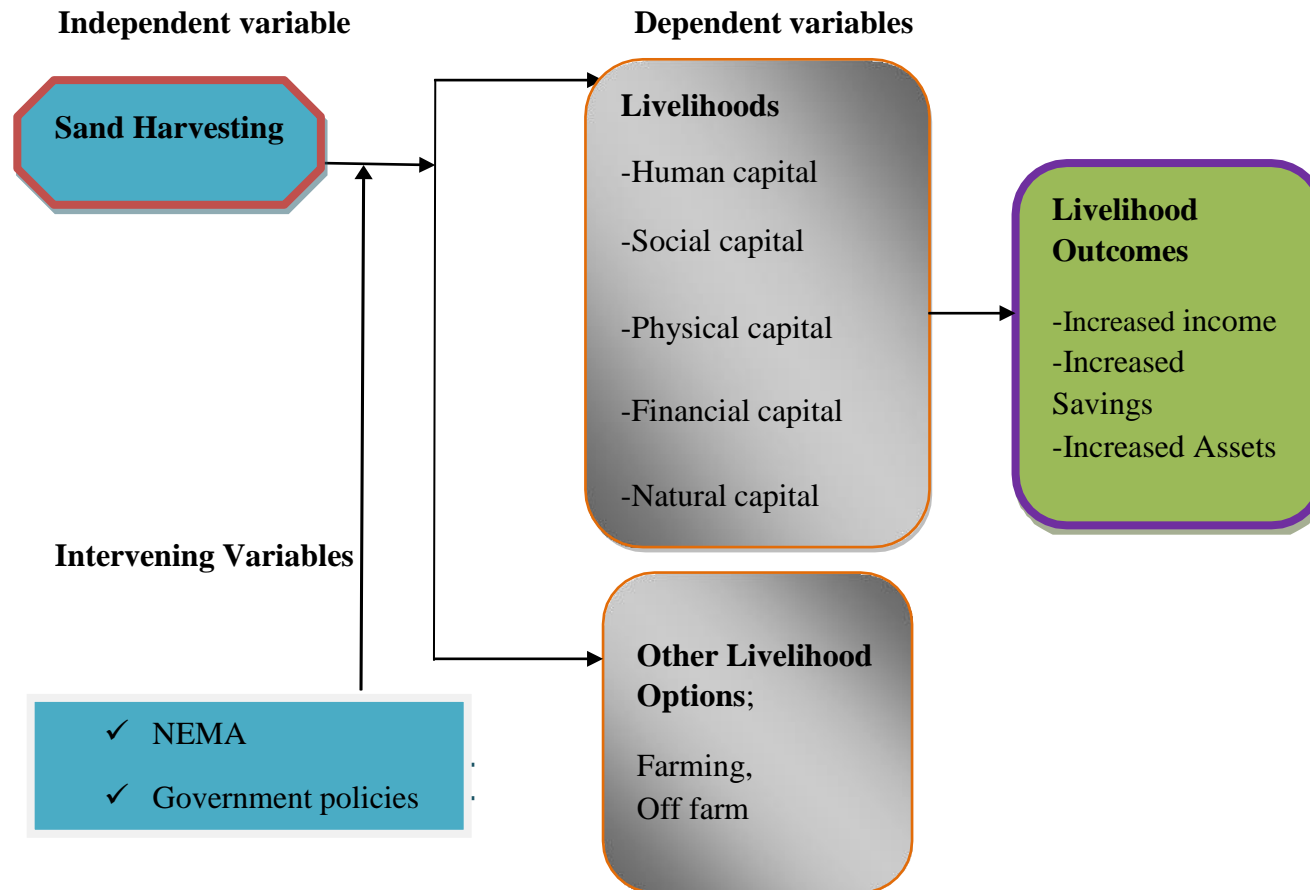 Independent variable
Dependent variables
Sand Harvesting
Livelihoods
-Human capital
-Social capital
-Physical capital
-Financial capital
-Natural capital
Livelihood
Outcomes
-Increased income
-Increased
Savings
-Increased Assets
Intervening Variables
✓ NEMA
✓ Government policies
Other Livelihood
Options;
Farming,
Off farm